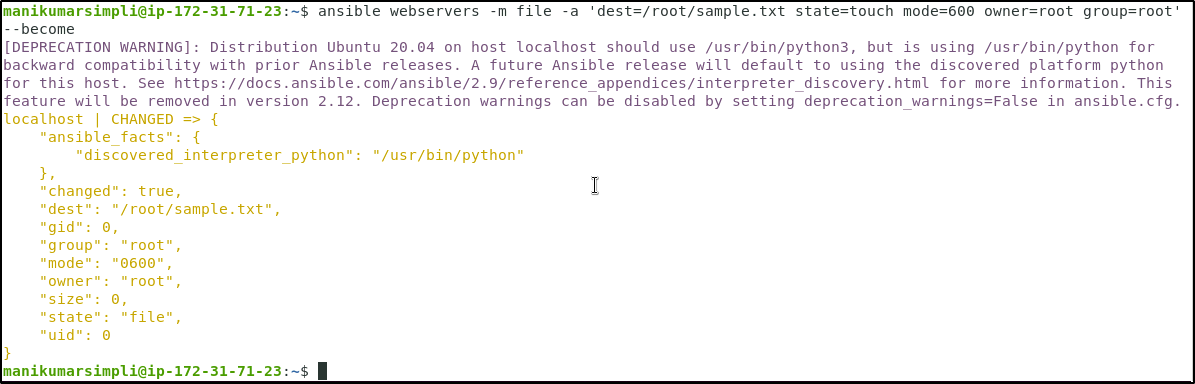 manikumarsimpli@ip-172-31-71-23:~$ ansible webservers -m file -a 'dest=/root/sample.txt state=touch mode=600 owner=root group=root'
--become
[DEPRECATION WARNING]: Distribution Ubuntu 20.04 on host localhost should use /usr/bin/python3, but is using /usr/bin/python for
backward compatibility with prior Ansible releases. A future Ansible release will default to using the discovered platform python
for this host. See https://docs.ansible.com/ansible/2.9/reference_appendices/interpreter_discovery.html for more information. This
feature will be removed in version 2.12. Deprecation warnings can be disabled by setting deprecation_warnings=False in ansible.cfg.
localhost | CHANGED => {
    "ansible_facts": {
        "discovered_interpreter_python": "/usr/bin/python"
    },
    "changed": true,
    "dest": "/root/sample.txt",
    "gid": 0,
    "group": "root",
    "mode": "0600",
    "owner": "root",
    "size": 0,
    "state": "file",
    "uid": 0
}
manikumarsimpli@ip-172-31-71-23:~$